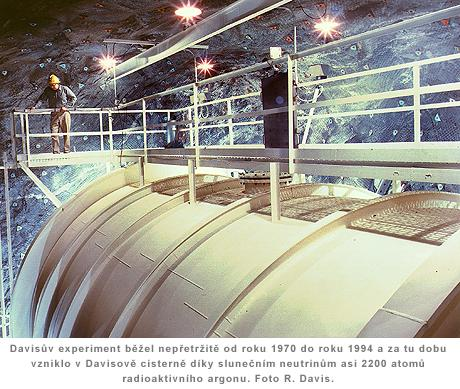 Davisův experiment běžel nepřetržitě od roku 1970 do roku 1994 a za tu dobu
vzniklo v Davisově cisterně díky slunečním neutrinům asi 2200 atomů
radioaktivního argonu. Foto R. Davis.